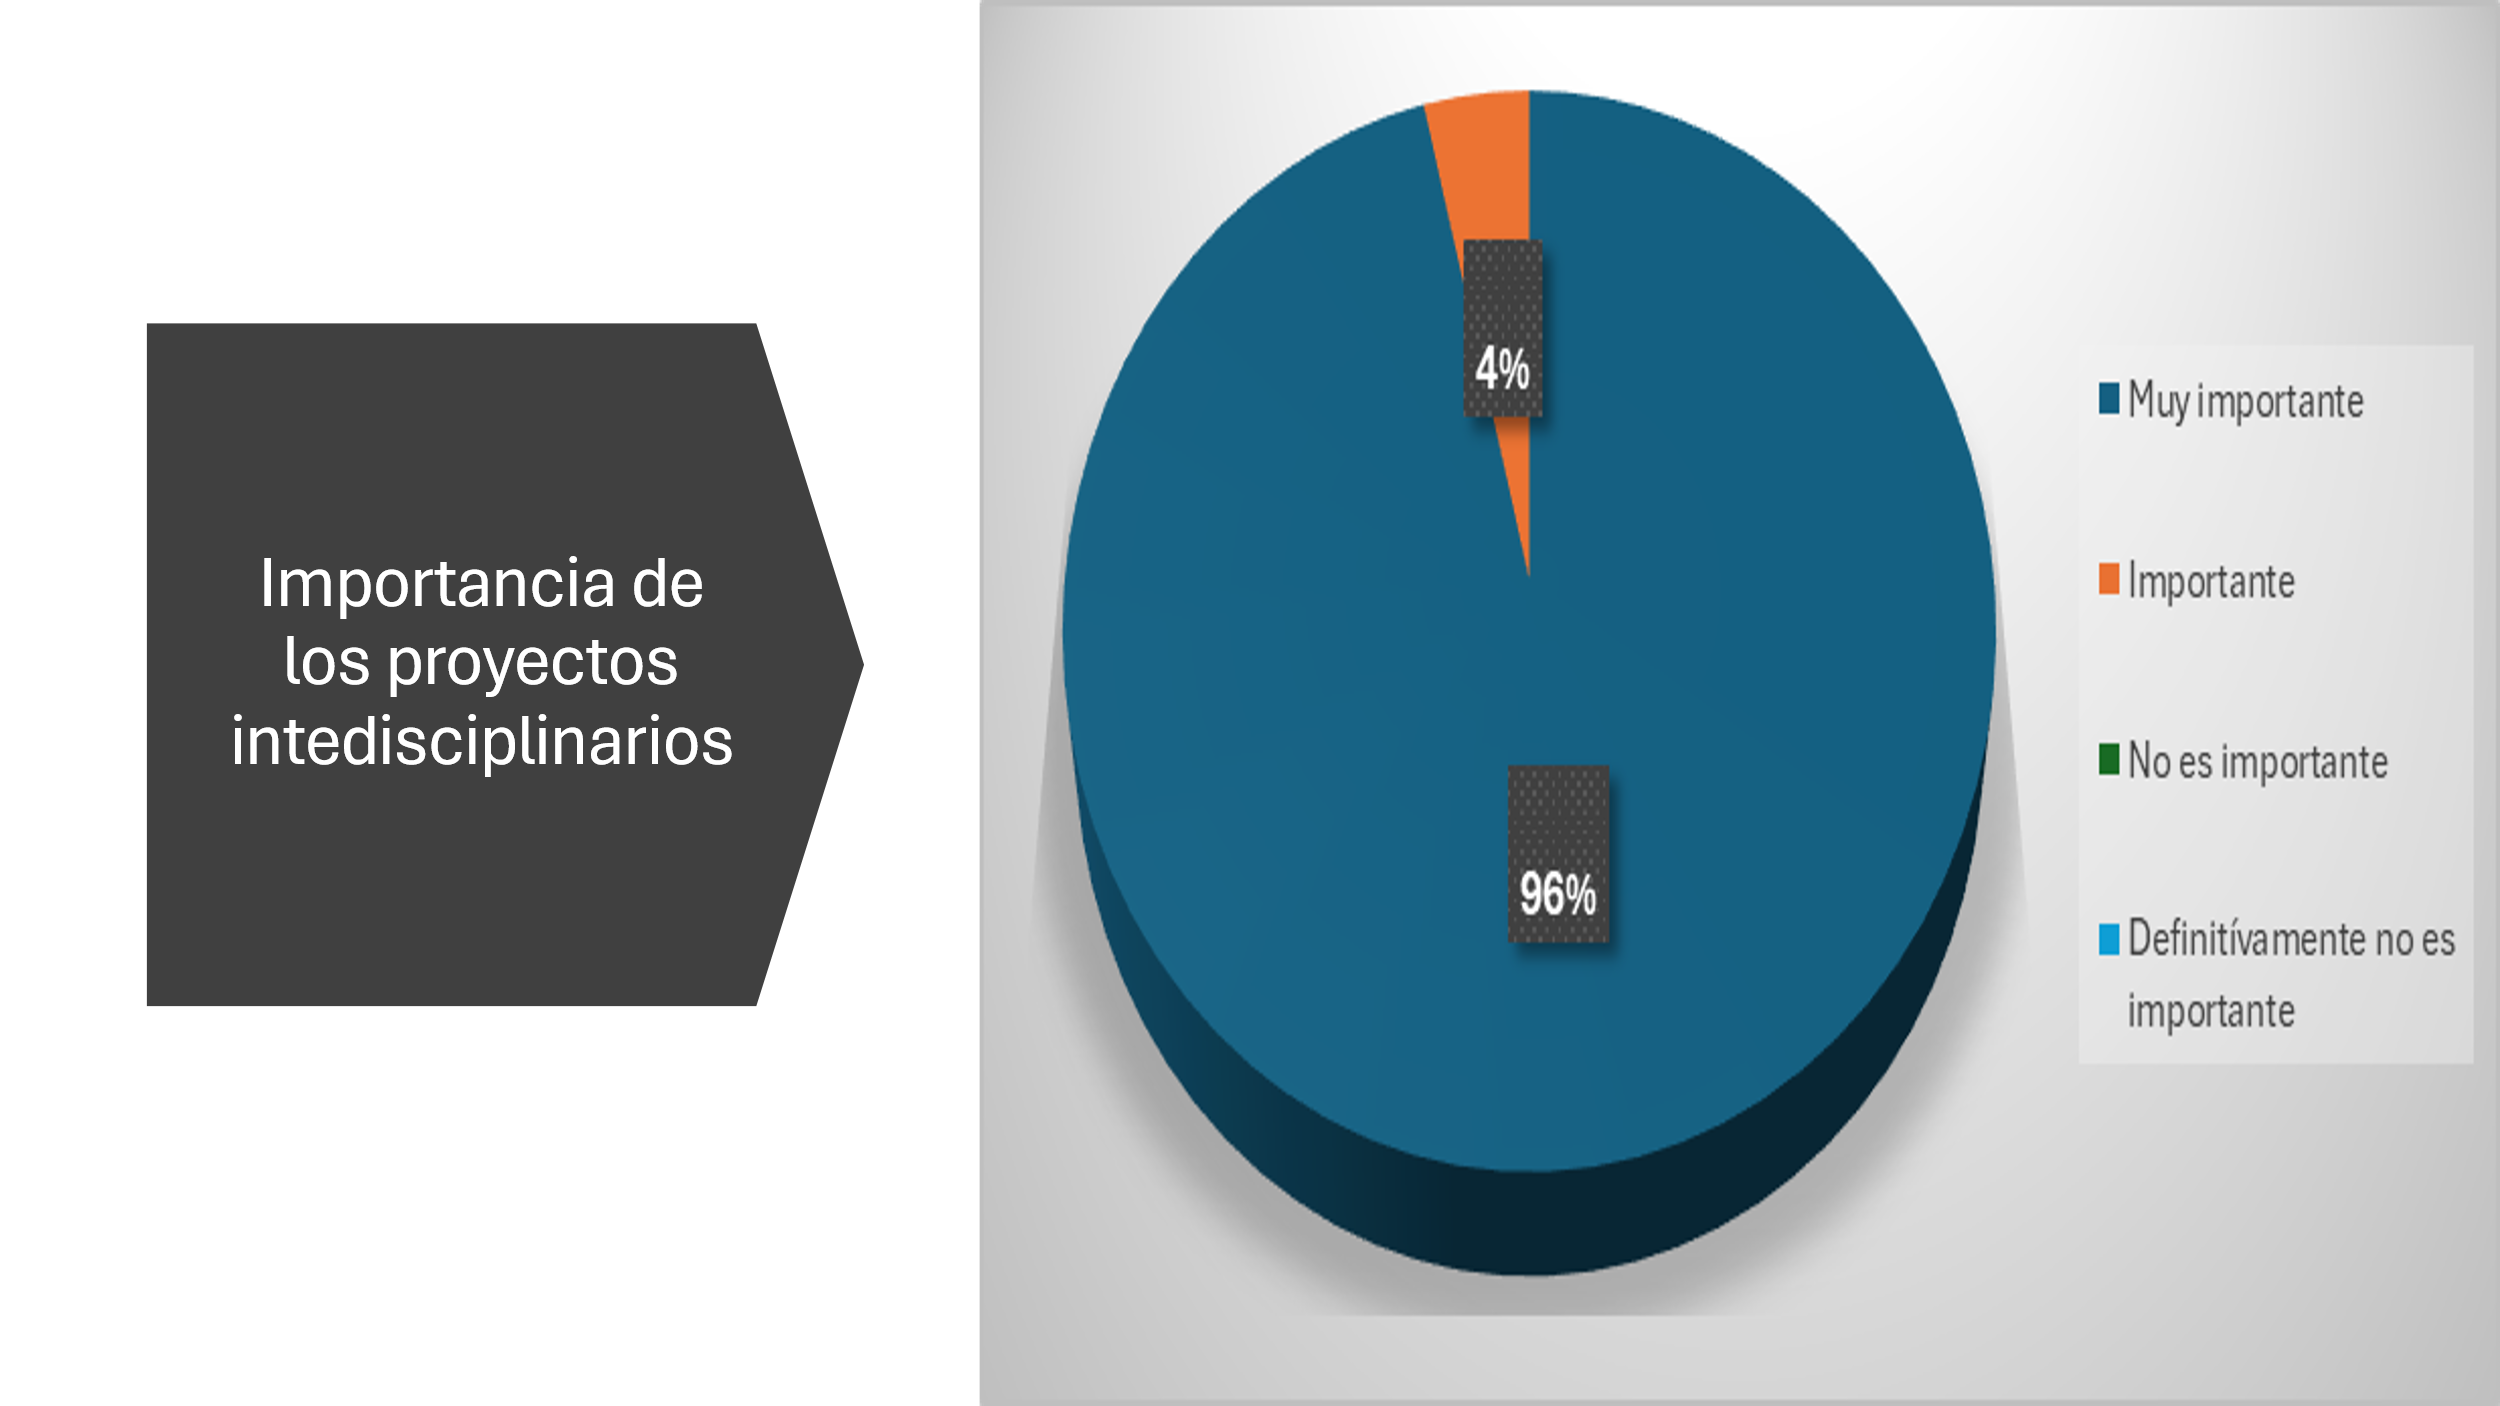 Importancia de
los proyectos
intedisciplinarios
4%
96%
Muy importante
Importante
No es importante
Definitívamente no es
importante